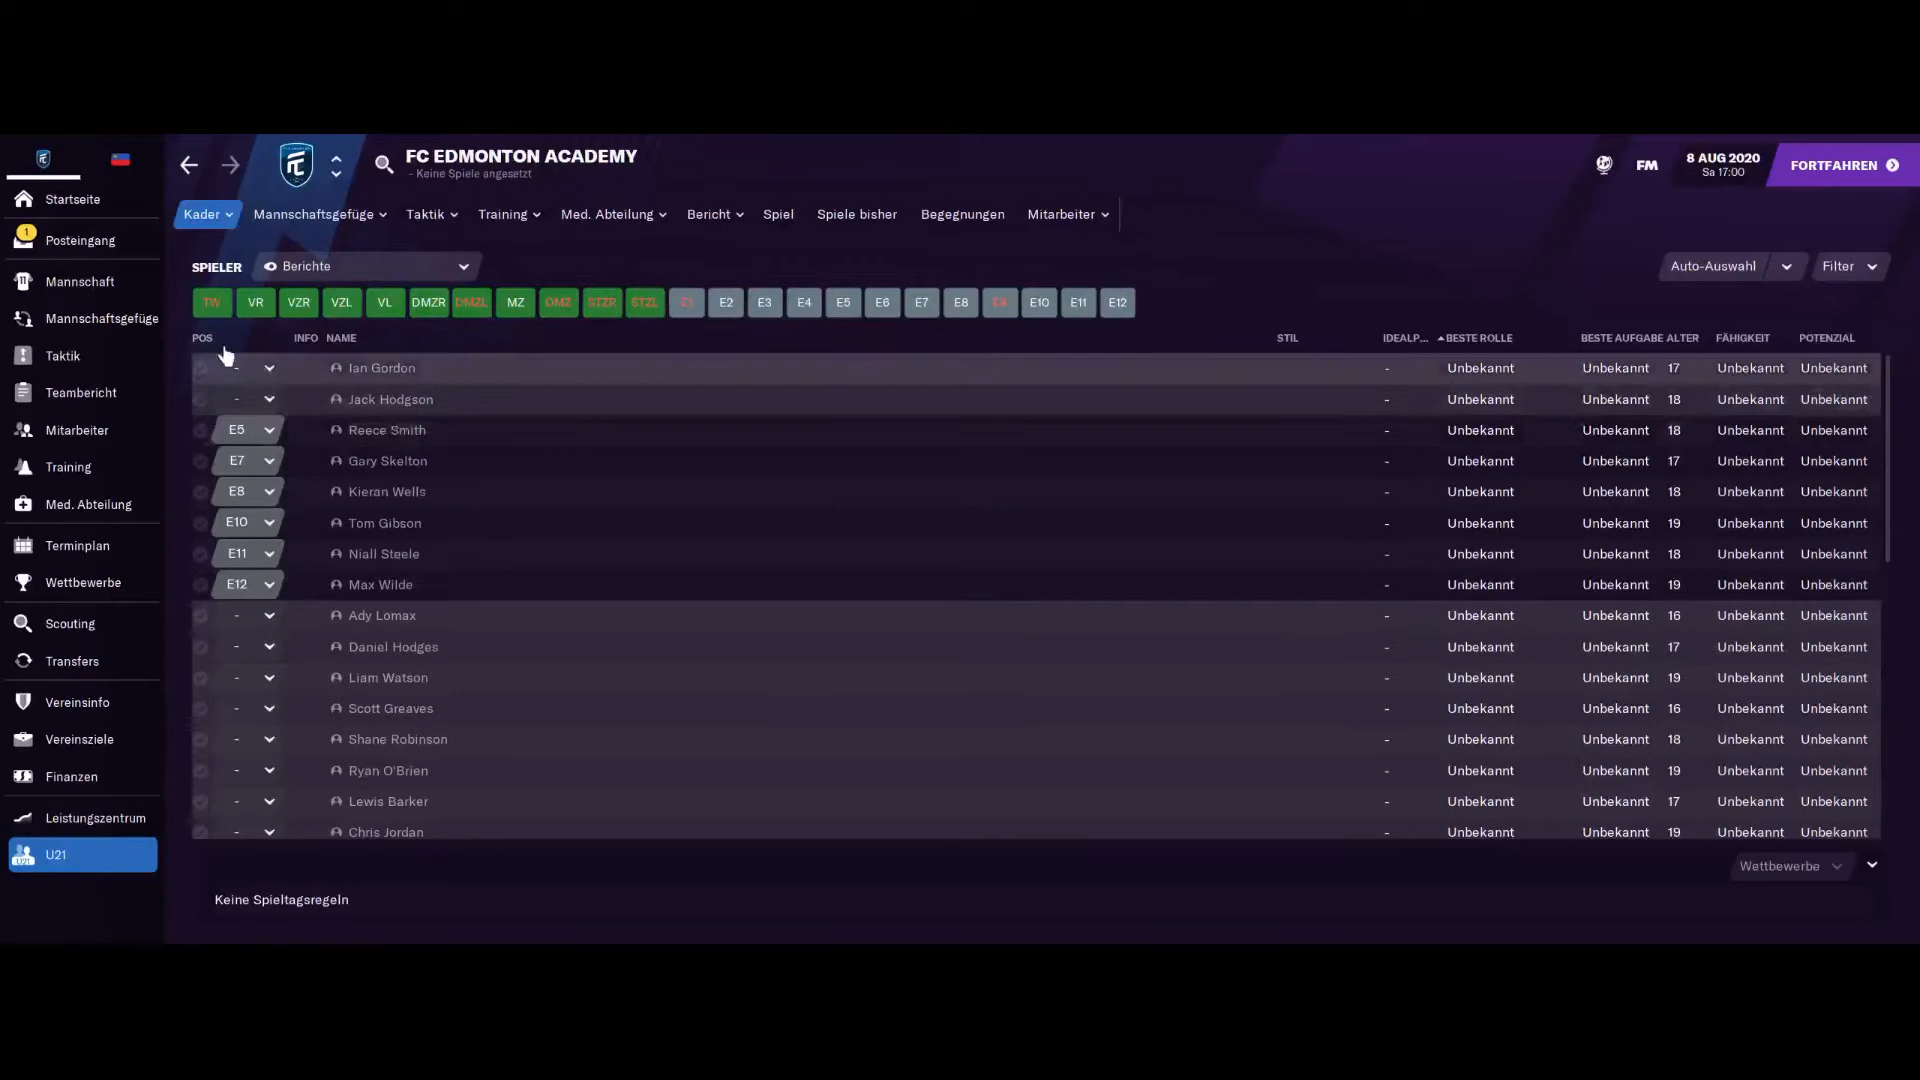 FC EDMONTON ACADEMY
- Keine Spiele angesetzt
FM
8 AUG 2020
Sa 17:00
FORTFAHREN
Startseite
1
Posteingang
Mannschaft
Mannschaftsgefüge
Taktik
Teambericht
Mitarbeiter
Training
Med. Abteilung
Terminplan
Wettbewerbe
Scouting
Transfers
Vereinsinfo
Vereinsziele
Finanzen
Leistungszentrum
U21
U21
Kader Mannschaftsgefüge Taktik Training Med. Abteilung Bericht Spiel Spiele bisher Begegnungen Mitarbeiter
SPIELER Berichte Auto-Auswahl Filter
TW VR VZR VZL VL DMZR DMZL MZ OMZ STZR STZL E1 E2 E3 E4 E5 E6 E7 E8 E9 E10 E11 E12
POS INFO NAME STIL IDEALP... BESTE ROLLE BESTE AUFGABE ALTER FÄHIGKEIT POTENZIAL
- Ian Gordon - Unbekannt Unbekannt 17 Unbekannt Unbekannt
- Jack Hodgson - Unbekannt Unbekannt 18 Unbekannt Unbekannt
E5 Reece Smith - Unbekannt Unbekannt 18 Unbekannt Unbekannt
E7 Gary Skelton - Unbekannt Unbekannt 17 Unbekannt Unbekannt
E8 Kieran Wells - Unbekannt Unbekannt 18 Unbekannt Unbekannt
E10 Tom Gibson - Unbekannt Unbekannt 19 Unbekannt Unbekannt
E11 Niall Steele - Unbekannt Unbekannt 18 Unbekannt Unbekannt
E12 Max Wilde - Unbekannt Unbekannt 19 Unbekannt Unbekannt
- Ady Lomax - Unbekannt Unbekannt 16 Unbekannt Unbekannt
- Daniel Hodges - Unbekannt Unbekannt 17 Unbekannt Unbekannt
- Liam Watson - Unbekannt Unbekannt 19 Unbekannt Unbekannt
- Scott Greaves - Unbekannt Unbekannt 16 Unbekannt Unbekannt
- Shane Robinson - Unbekannt Unbekannt 18 Unbekannt Unbekannt
- Ryan O'Brien - Unbekannt Unbekannt 19 Unbekannt Unbekannt
- Lewis Barker - Unbekannt Unbekannt 17 Unbekannt Unbekannt
- Chris Jordan - Unbekannt Unbekannt 19 Unbekannt Unbekannt
Wettbewerbe
Keine Spieltagsregeln